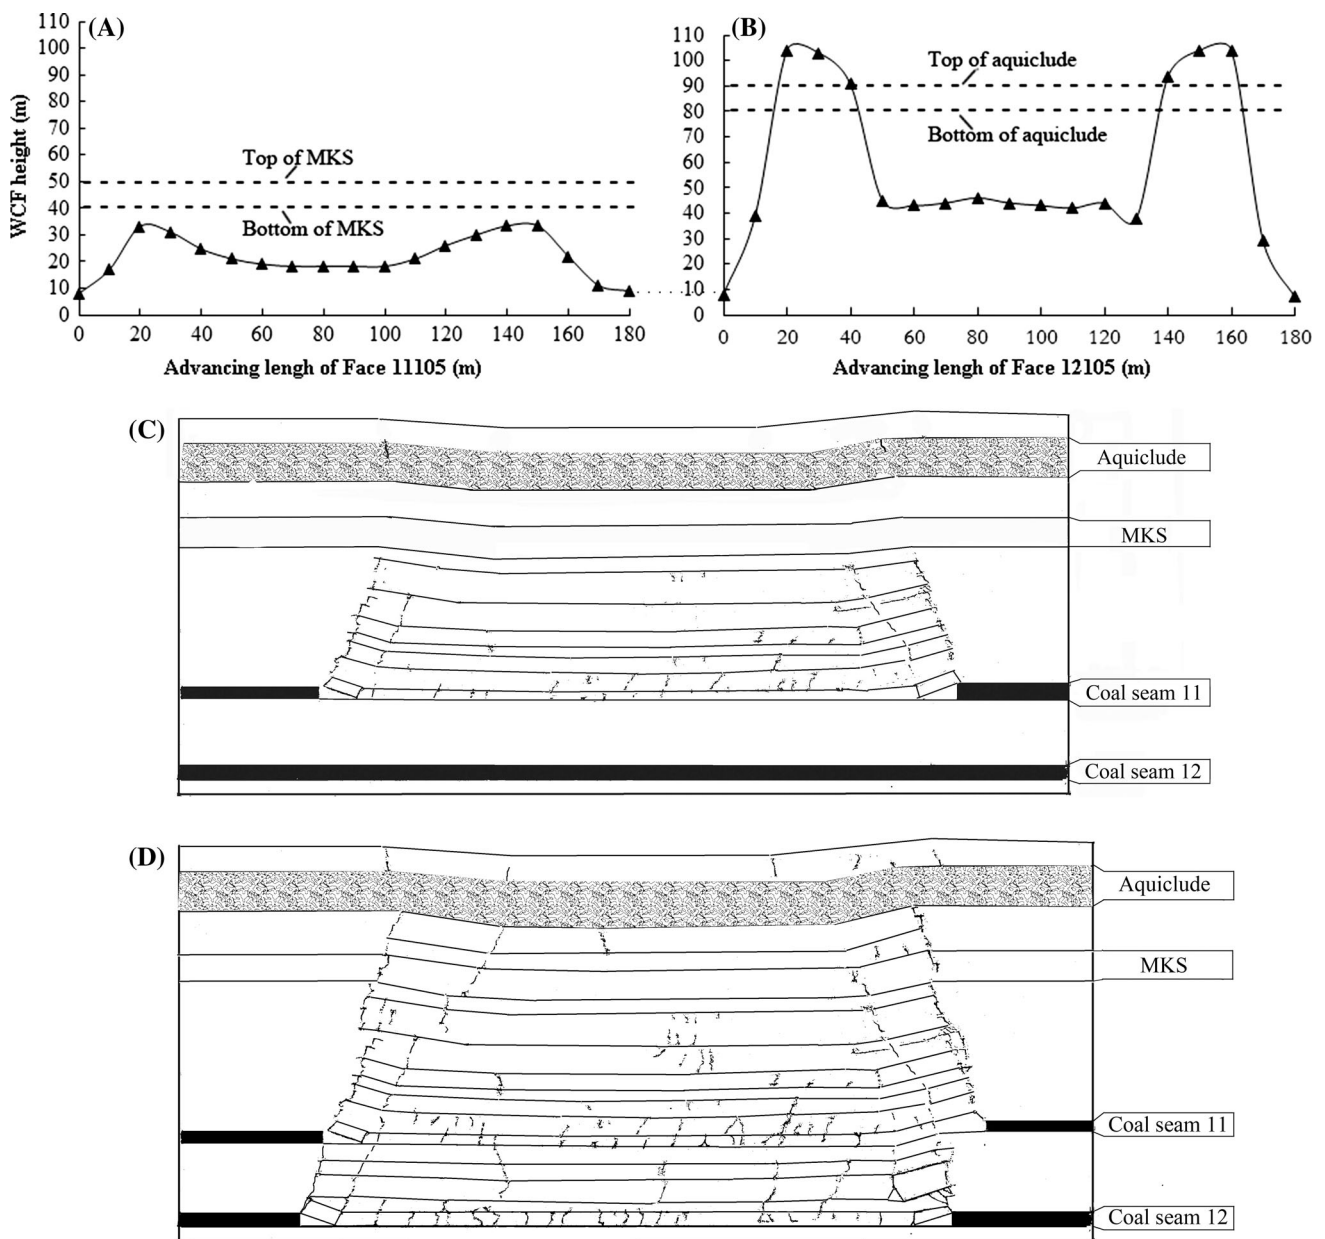 (A)
110
100
90
80
70
60
50
40
30
20
10
0
WCF height (m)
Top of MKS
Bottom of MKS
0 20 40 60 80 100 120 140 160 180
Advancing lengh of Face 11105 (m)
(B)
110
100
90
80
70
60
50
40
30
20
10
0
Top of aquiclude
Bottom of aquiclude
0 20 40 60 80 100 120 140 160 180
Advancing lengh of Face 12105 (m)
(C)
Aquiclude
MKS
Coal seam 11
Coal seam 12
(D)
Aquiclude
MKS
Coal seam 11
Coal seam 12